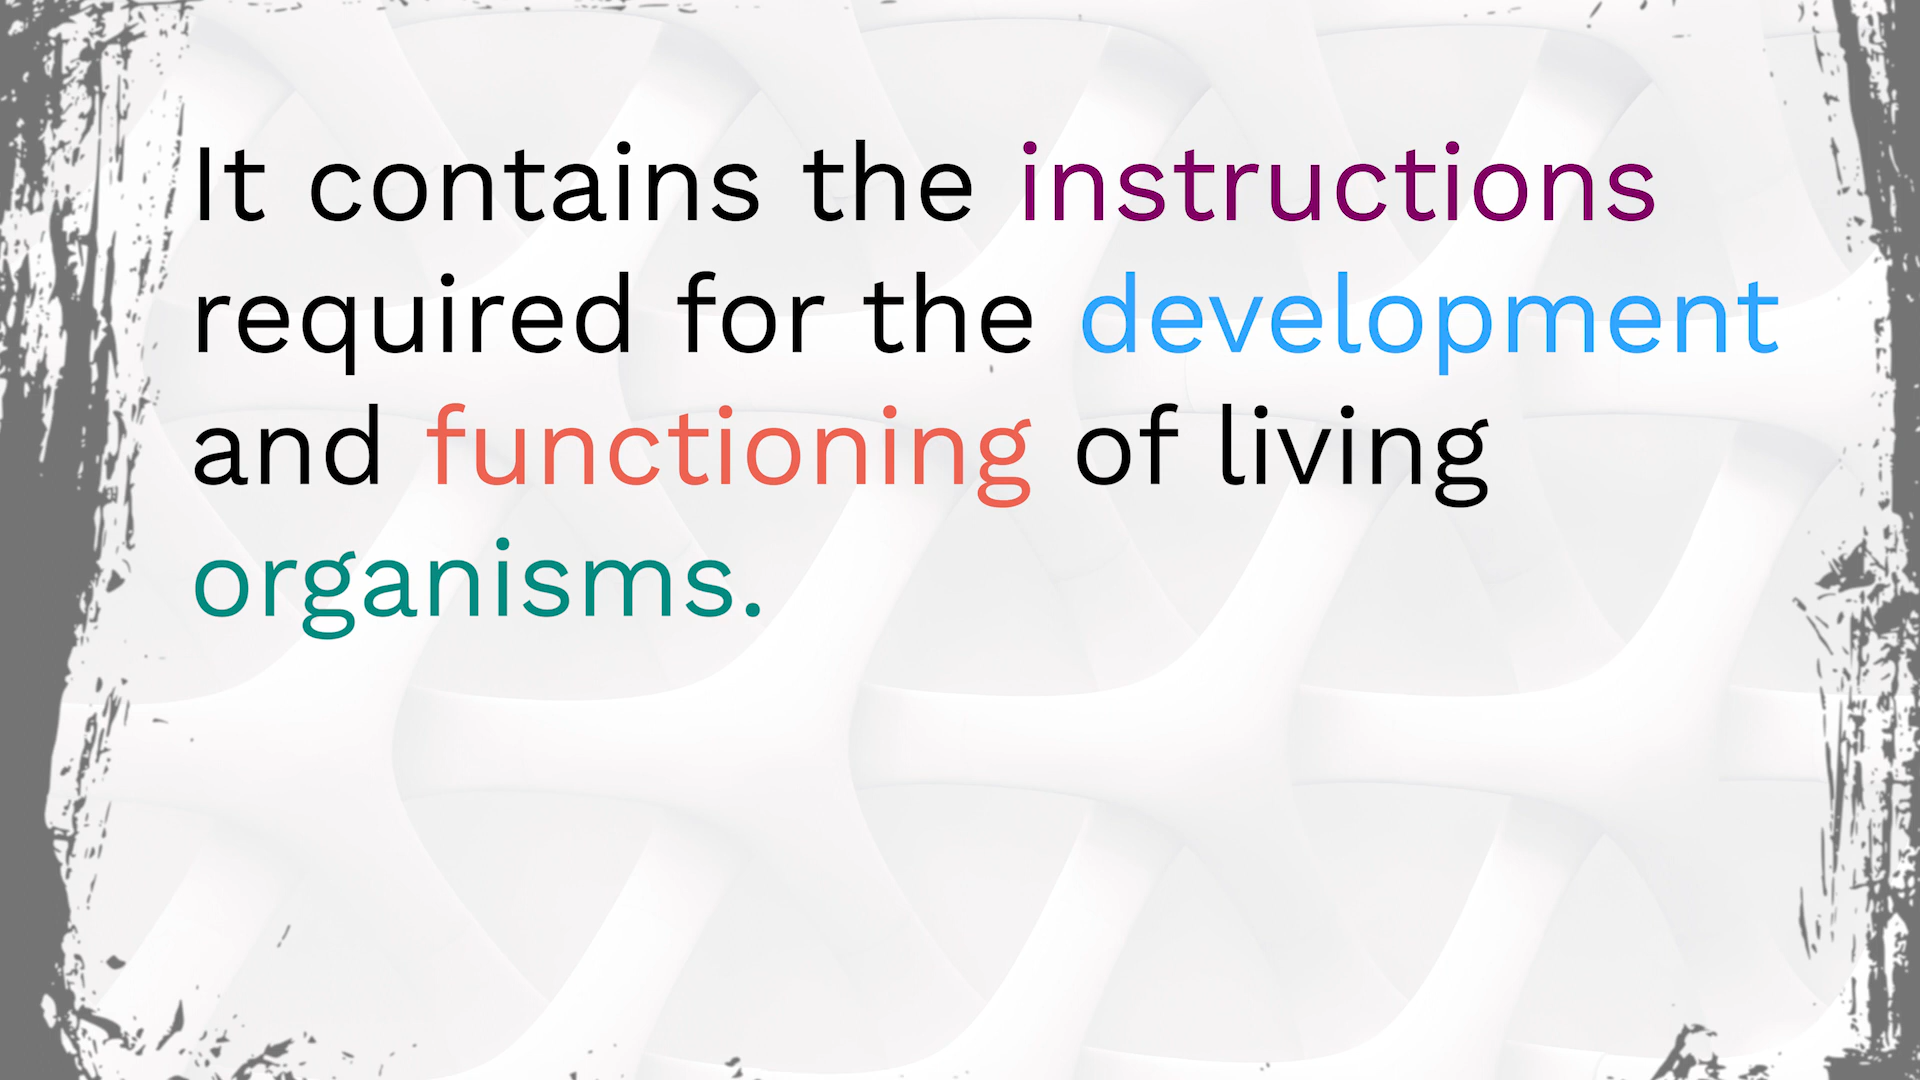 It contains the instructions
required for the development
and functioning of living
organisms.